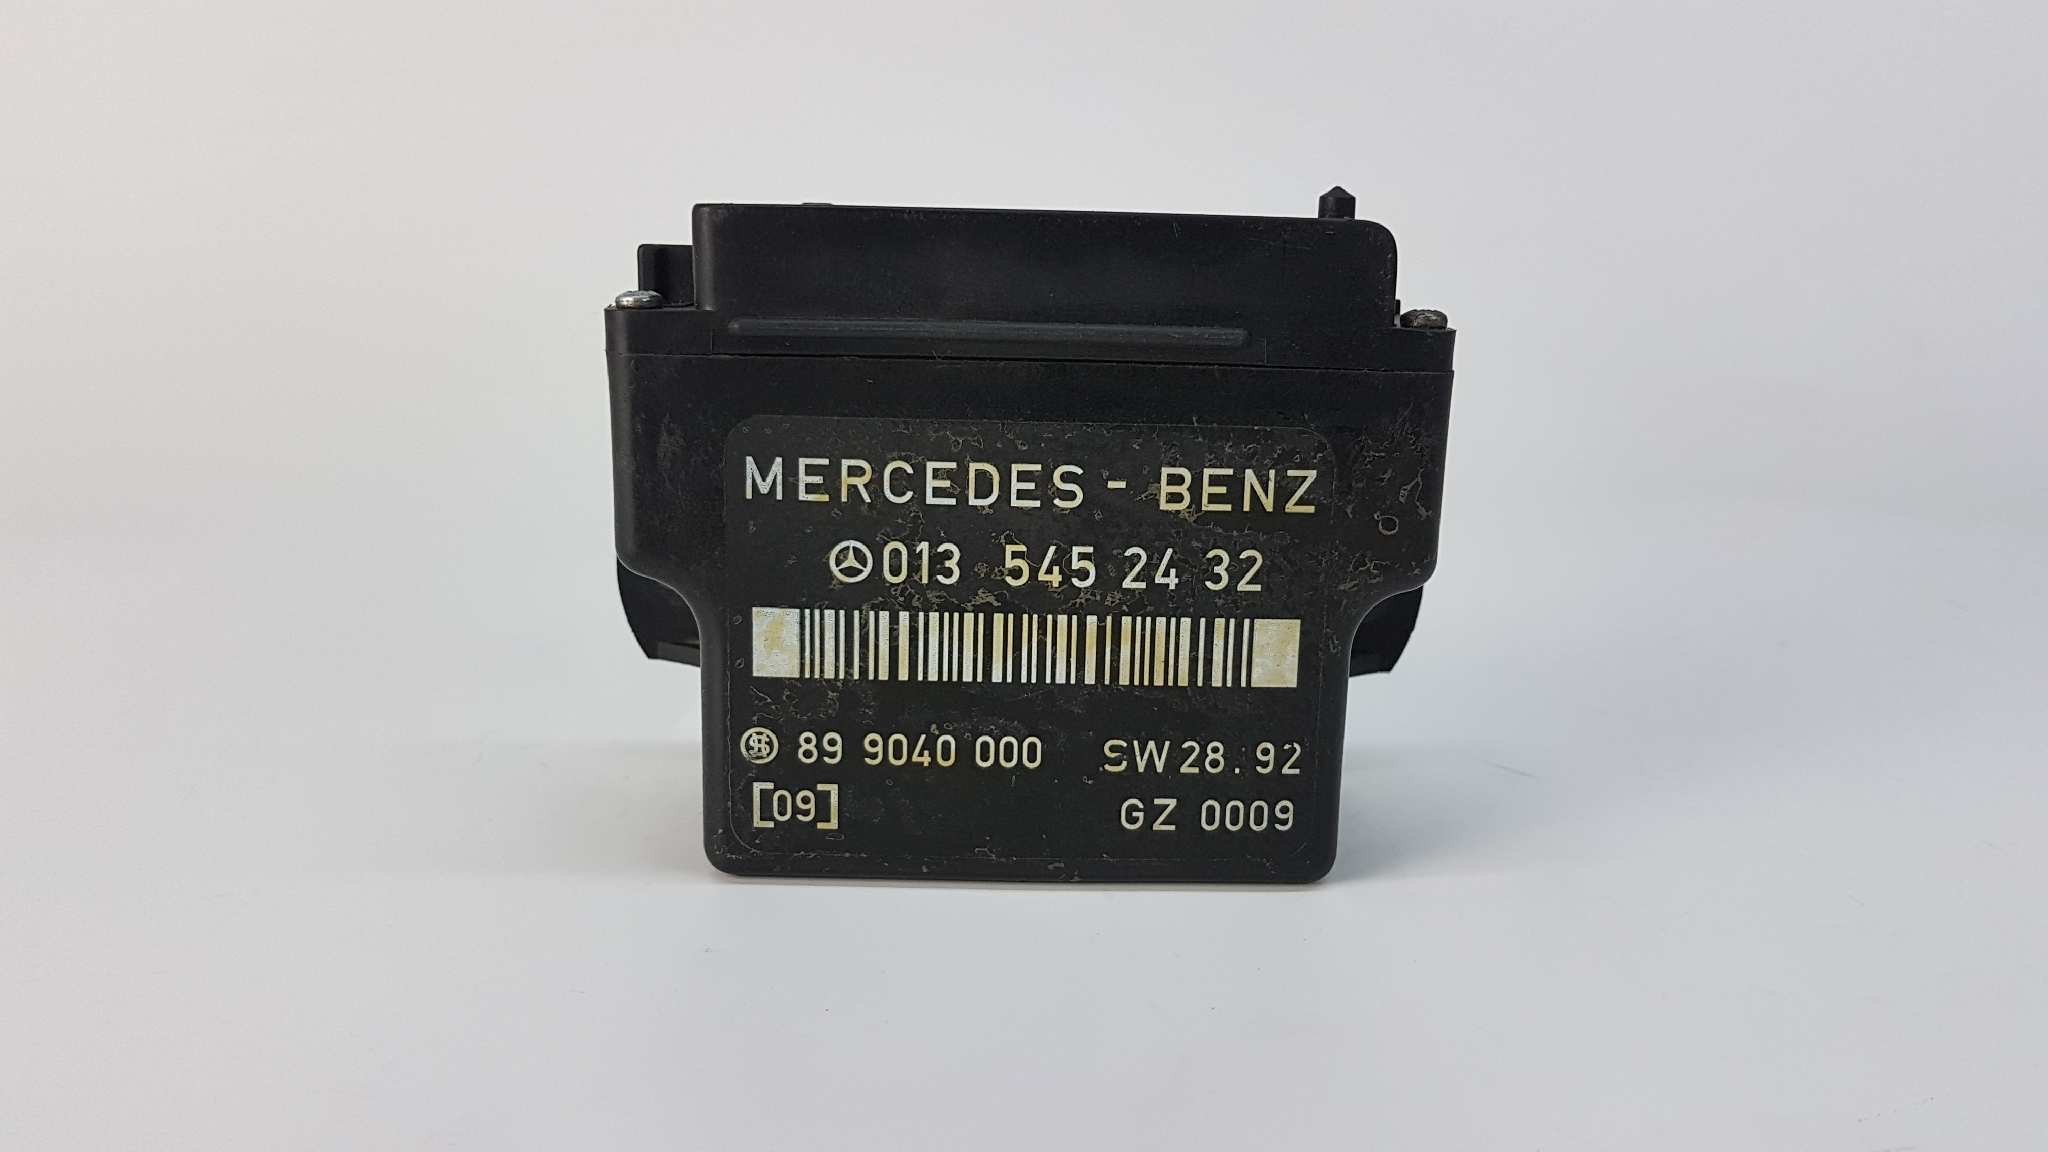 MERCEDES - BENZ
013 545 24 32
89 9040 000 SW 28.92
[09] GZ 0009